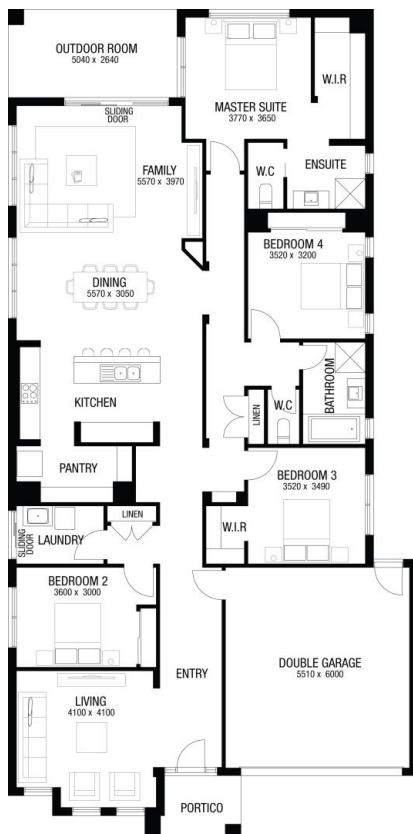 OUTDOOR ROOM
5040 x 2640
SLIDING
DOOR
MASTER SUITE
3770 x 3650
W.I.R
FAMILY
5570 x 3970
W.C
ENSUITE
BEDROOM 4
3520 x 3200
DINING
5570 x 3050
KITCHEN
LINEN
W.C
BATHROOM
PANTRY
BEDROOM 3
3520 x 3490
LINEN
W.I.R
SLIDING
DOOR
LAUNDRY
BEDROOM 2
3600 x 3000
ENTRY
DOUBLE GARAGE
5510 x 6000
LIVING
4100 x 4100
PORTICO